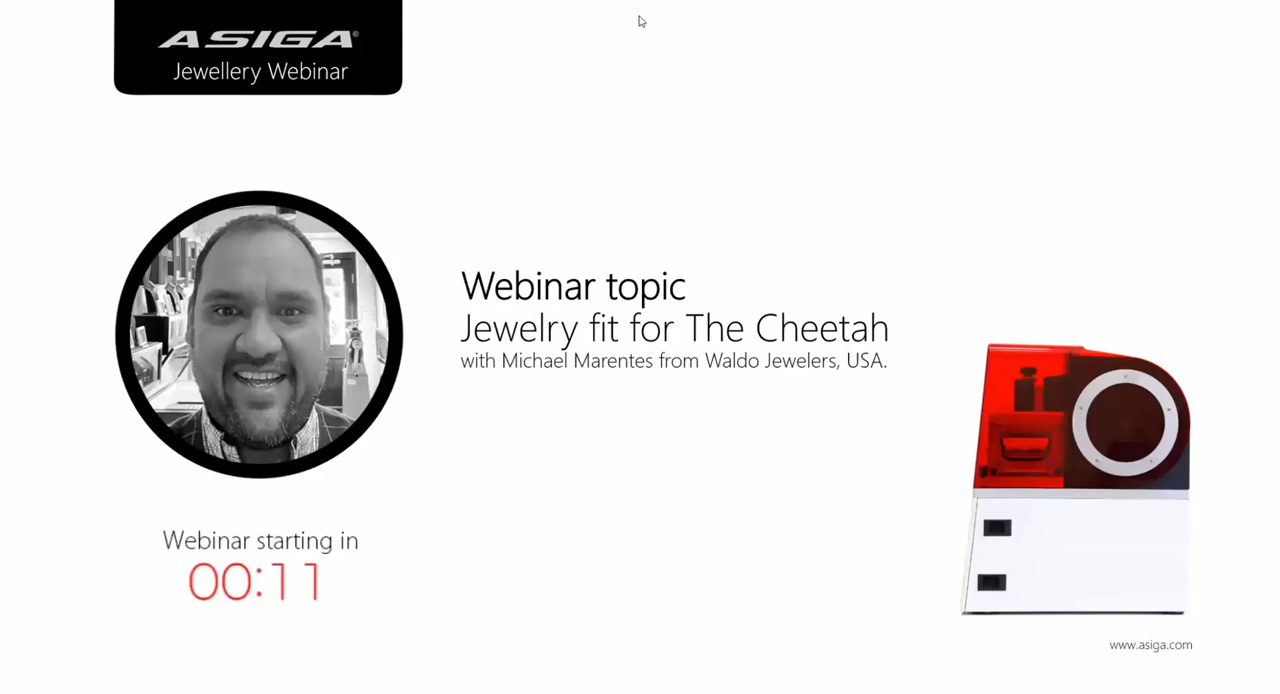 ASIGA®
Jewellery Webinar
Webinar topic
Jewelry fit for The Cheetah
with Michael Marentes from Waldo Jewelers, USA.
Webinar starting in
00:11
www.asiga.com